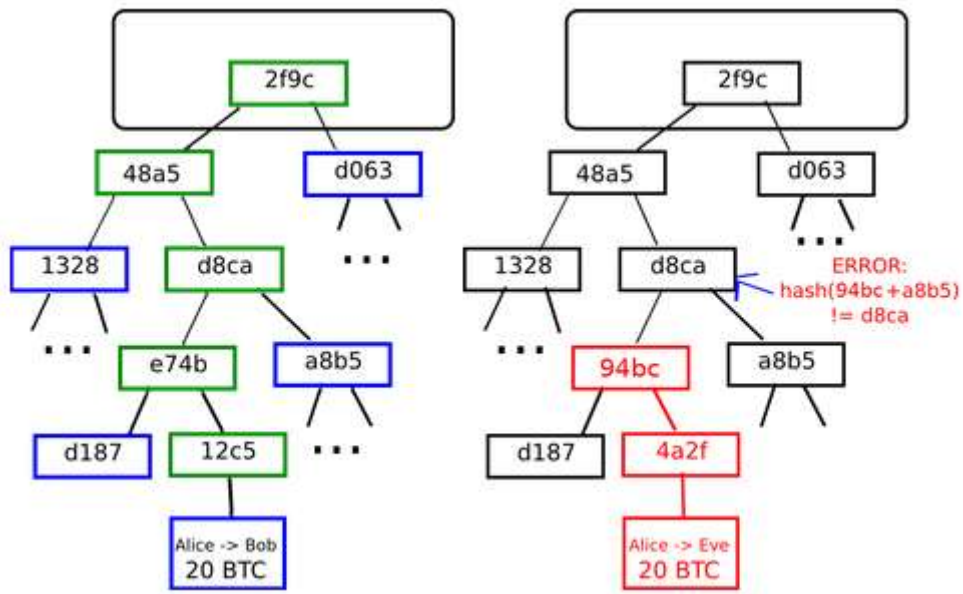 2f9c
48a5
d063
1328
d8ca
...
...
e74b
a8b5
d187
12c5
...
Alice -> Bob
20 BTC
2f9c
48a5
d063
1328
d8ca
...
ERROR:
hash(94bc+a8b5)
!= d8ca
...
94bc
a8b5
d187
4a2f
Alice -> Eve
20 BTC